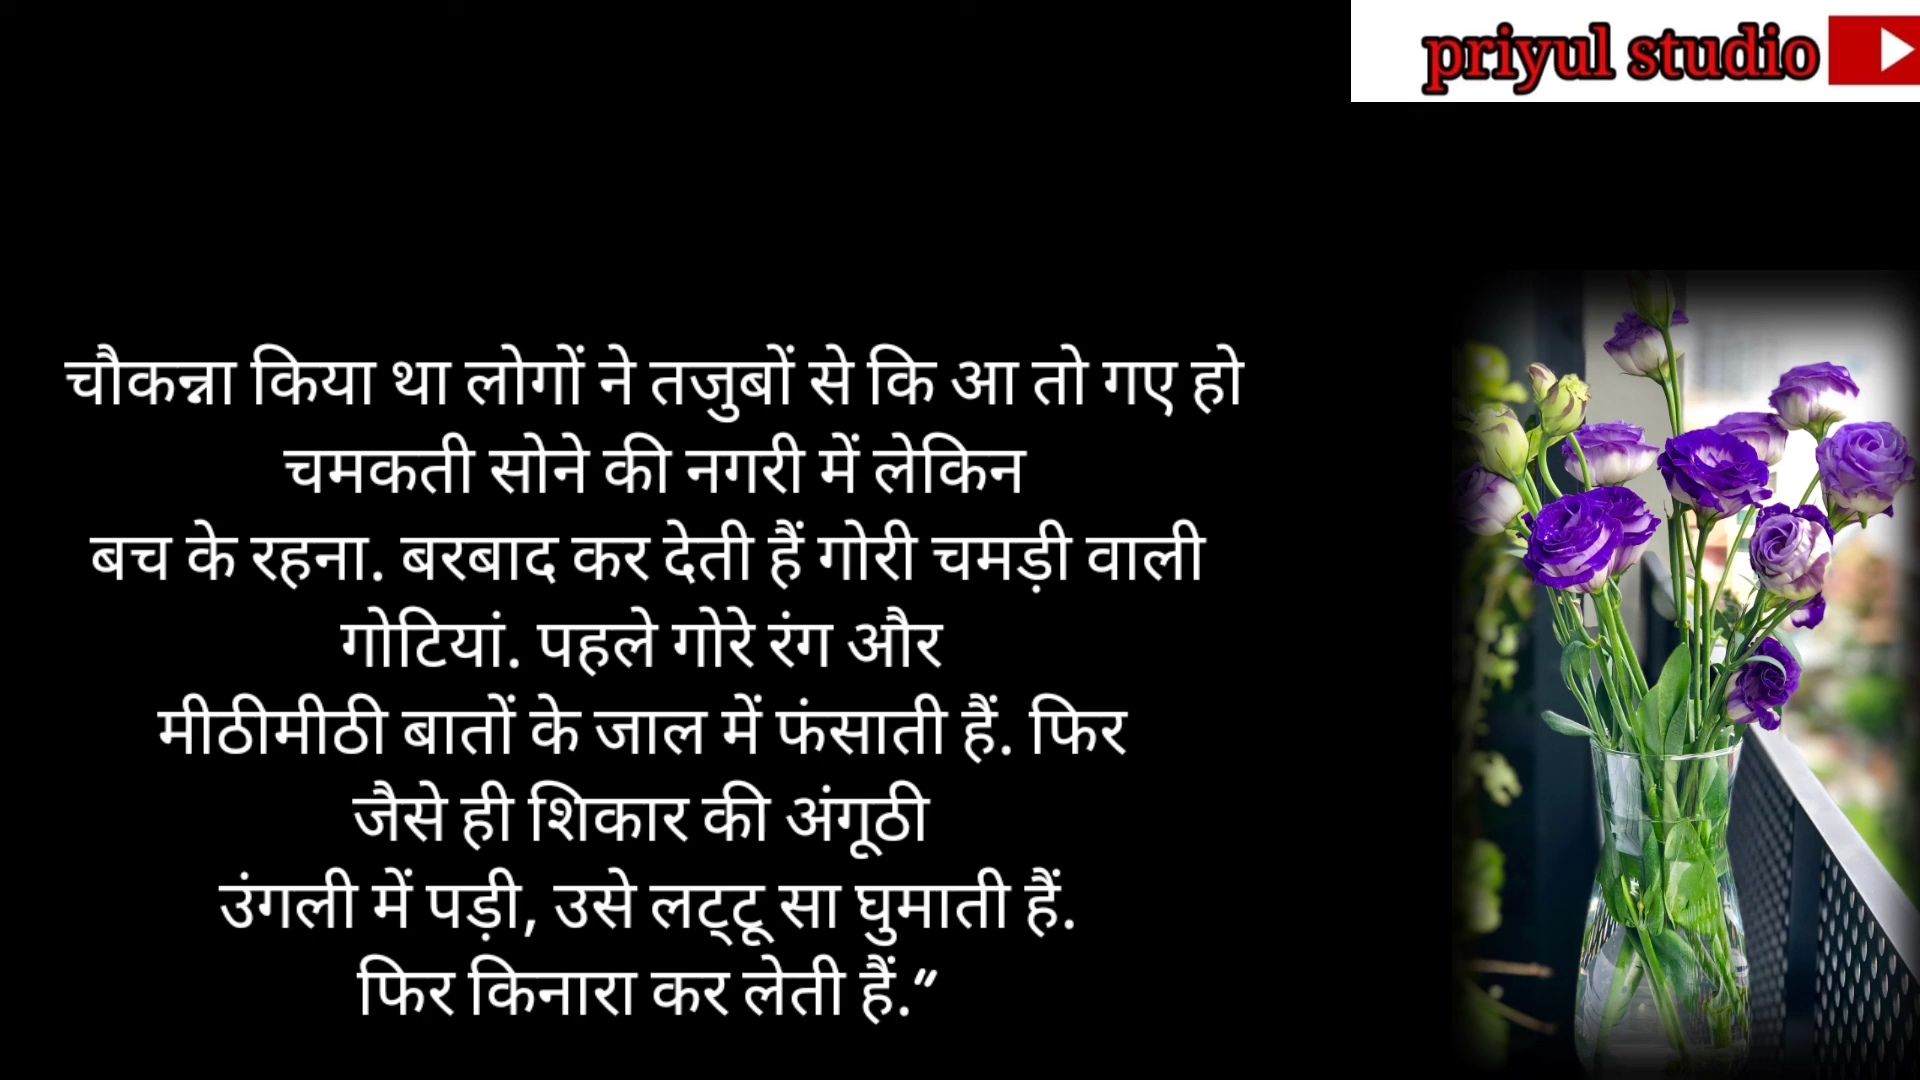 priyul studio
चौकन्ना किया था लोगों ने तजुबों से कि आ तो गए हो
चमकती सोने की नगरी में लेकिन
बच के रहना. बरबाद कर देती हैं गोरी चमड़ी वाली
गोटियां. पहले गोरे रंग और
मीठीमीठी बातों के जाल में फंसाती हैं. फिर
जैसे ही शिकार की अंगूठी
उंगली में पड़ी, उसे लट्टू सा घुमाती हैं.
फिर किनारा कर लेती हैं.”